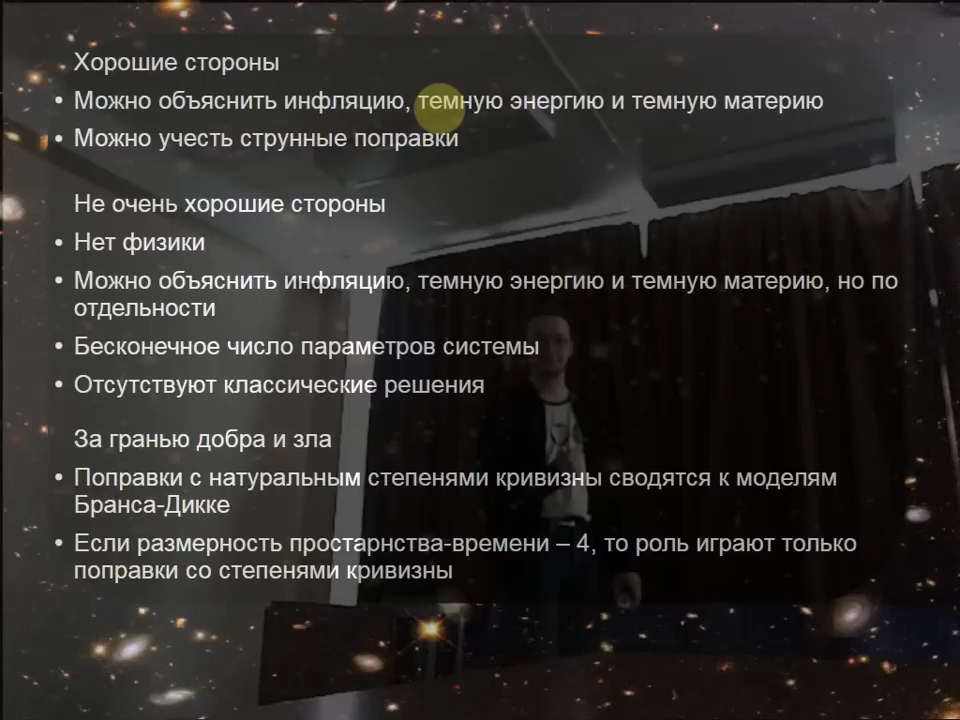 Хорошие стороны
• Можно объяснить инфляцию, темную энергию и темную материю
• Можно учесть струнные поправки
Не очень хорошие стороны
• Нет физики
• Можно объяснить инфляцию, темную энергию и темную материю, но по
отдельности
• Бесконечное число параметров системы
• Отсутствуют классические решения
За гранью добра и зла
• Поправки с натуральным степенями кривизны сводятся к моделям
Бранса-Дикке
• Если размерность простарнства-времени – 4, то роль играют только
поправки со степенями кривизны